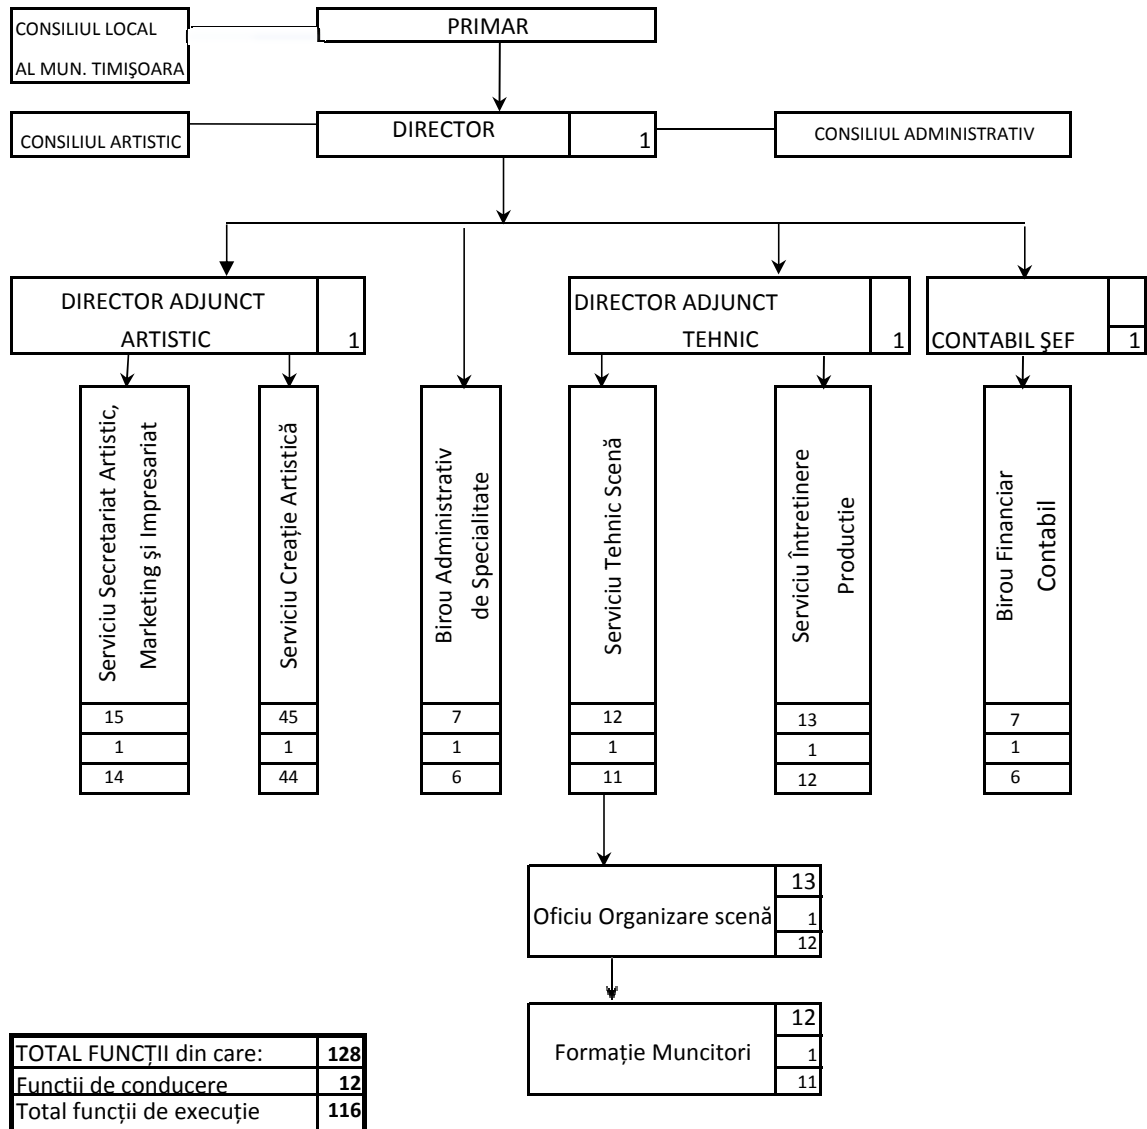 CONSILIUL LOCAL
AL MUN. TIMIŞOARA
PRIMAR
CONSILIUL ARTISTIC
DIRECTOR
1
CONSILIUL ADMINISTRATIV
DIRECTOR ADJUNCT
ARTISTIC
1
DIRECTOR ADJUNCT
TEHNIC
1
CONTABIL ŞEF
1
Serviciu Secretariat Artistic,
Marketing şi Impresariat
15
1
14
Serviciu Creație Artistică
45
1
44
Birou Administrativ
de Specialitate
7
1
6
Serviciu Tehnic Scenă
12
1
11
Serviciu Întretinere
Productie
13
1
12
Birou Financiar
Contabil
7
1
6
Oficiu Organizare scenă
13
1
12
Formație Muncitori
12
1
11
TOTAL FUNCȚII din care: 128
Functii de conducere 12
Total funcții de execuție 116